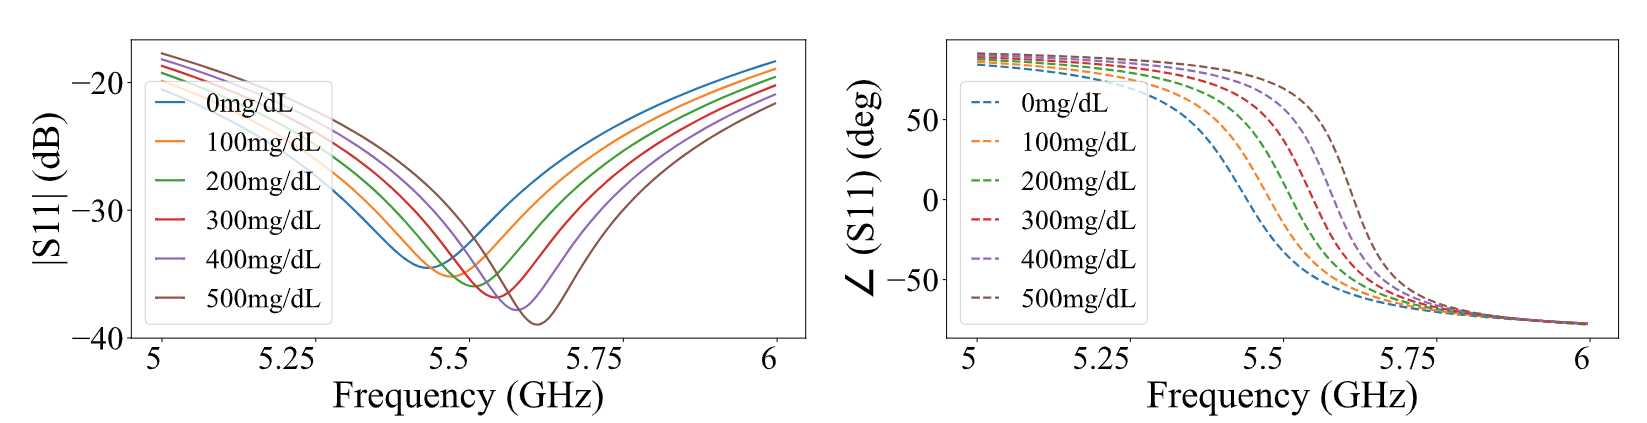 |S11| (dB)
−20
−30
−40
0mg/dL
100mg/dL
200mg/dL
300mg/dL
400mg/dL
500mg/dL
5 5.25 5.5 5.75 6
Frequency (GHz)
∠ (S11) (deg)
50
0
−50
0mg/dL
100mg/dL
200mg/dL
300mg/dL
400mg/dL
500mg/dL
5 5.25 5.5 5.75 6
Frequency (GHz)